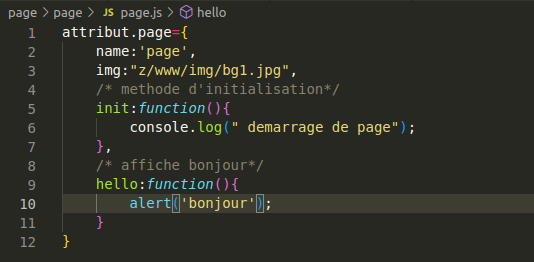 page > page > JS page.js > hello
1 attribut.page={
2     name:'page',
3     img:"z/www/img/bg1.jpg",
4     /* methode d'initialisation*/
5     init:function(){
6         console.log(" demarrage de page");
7     },
8     /* affiche bonjour*/
9     hello:function(){
10         alert('bonjour');
11     }
12 }